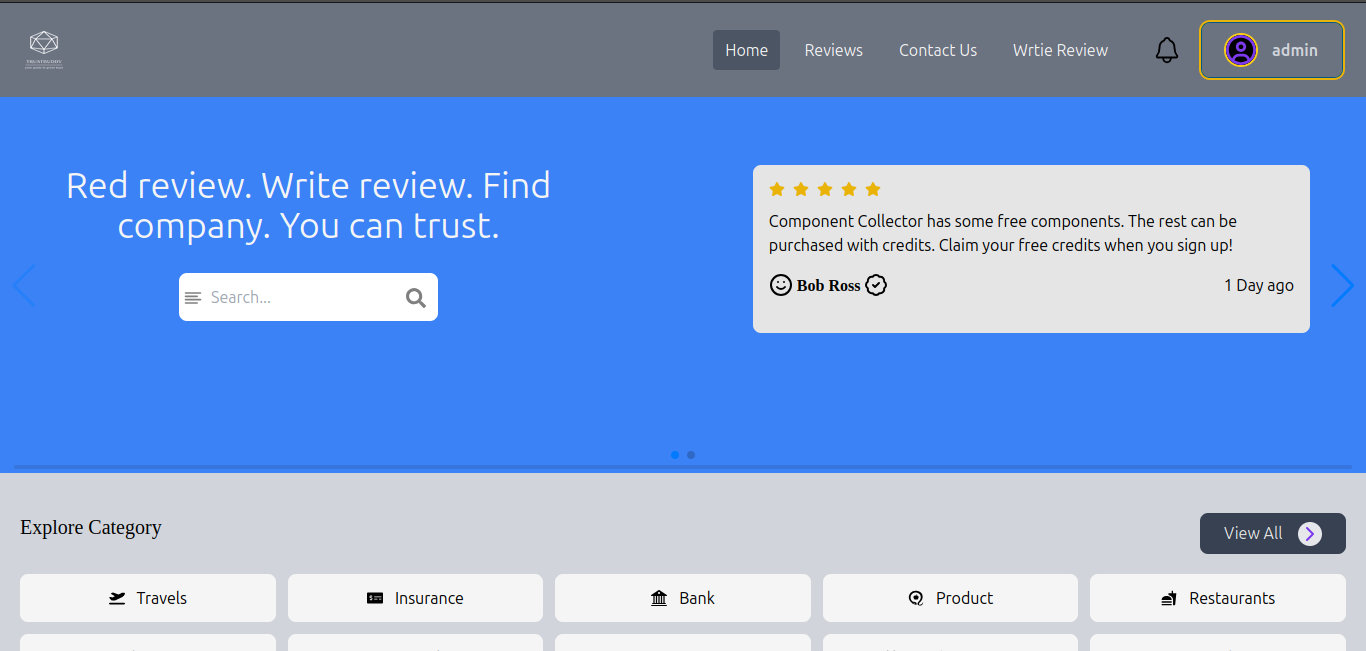 TRUSTBUDDY
Home
Reviews
Contact Us
Wrtie Review
admin
Red review. Write review. Find
company. You can trust.
Search...
Component Collector has some free components. The rest can be
purchased with credits. Claim your free credits when you sign up!
Bob Ross
1 Day ago
Explore Category
View All
Travels
Insurance
Bank
Product
Restaurants